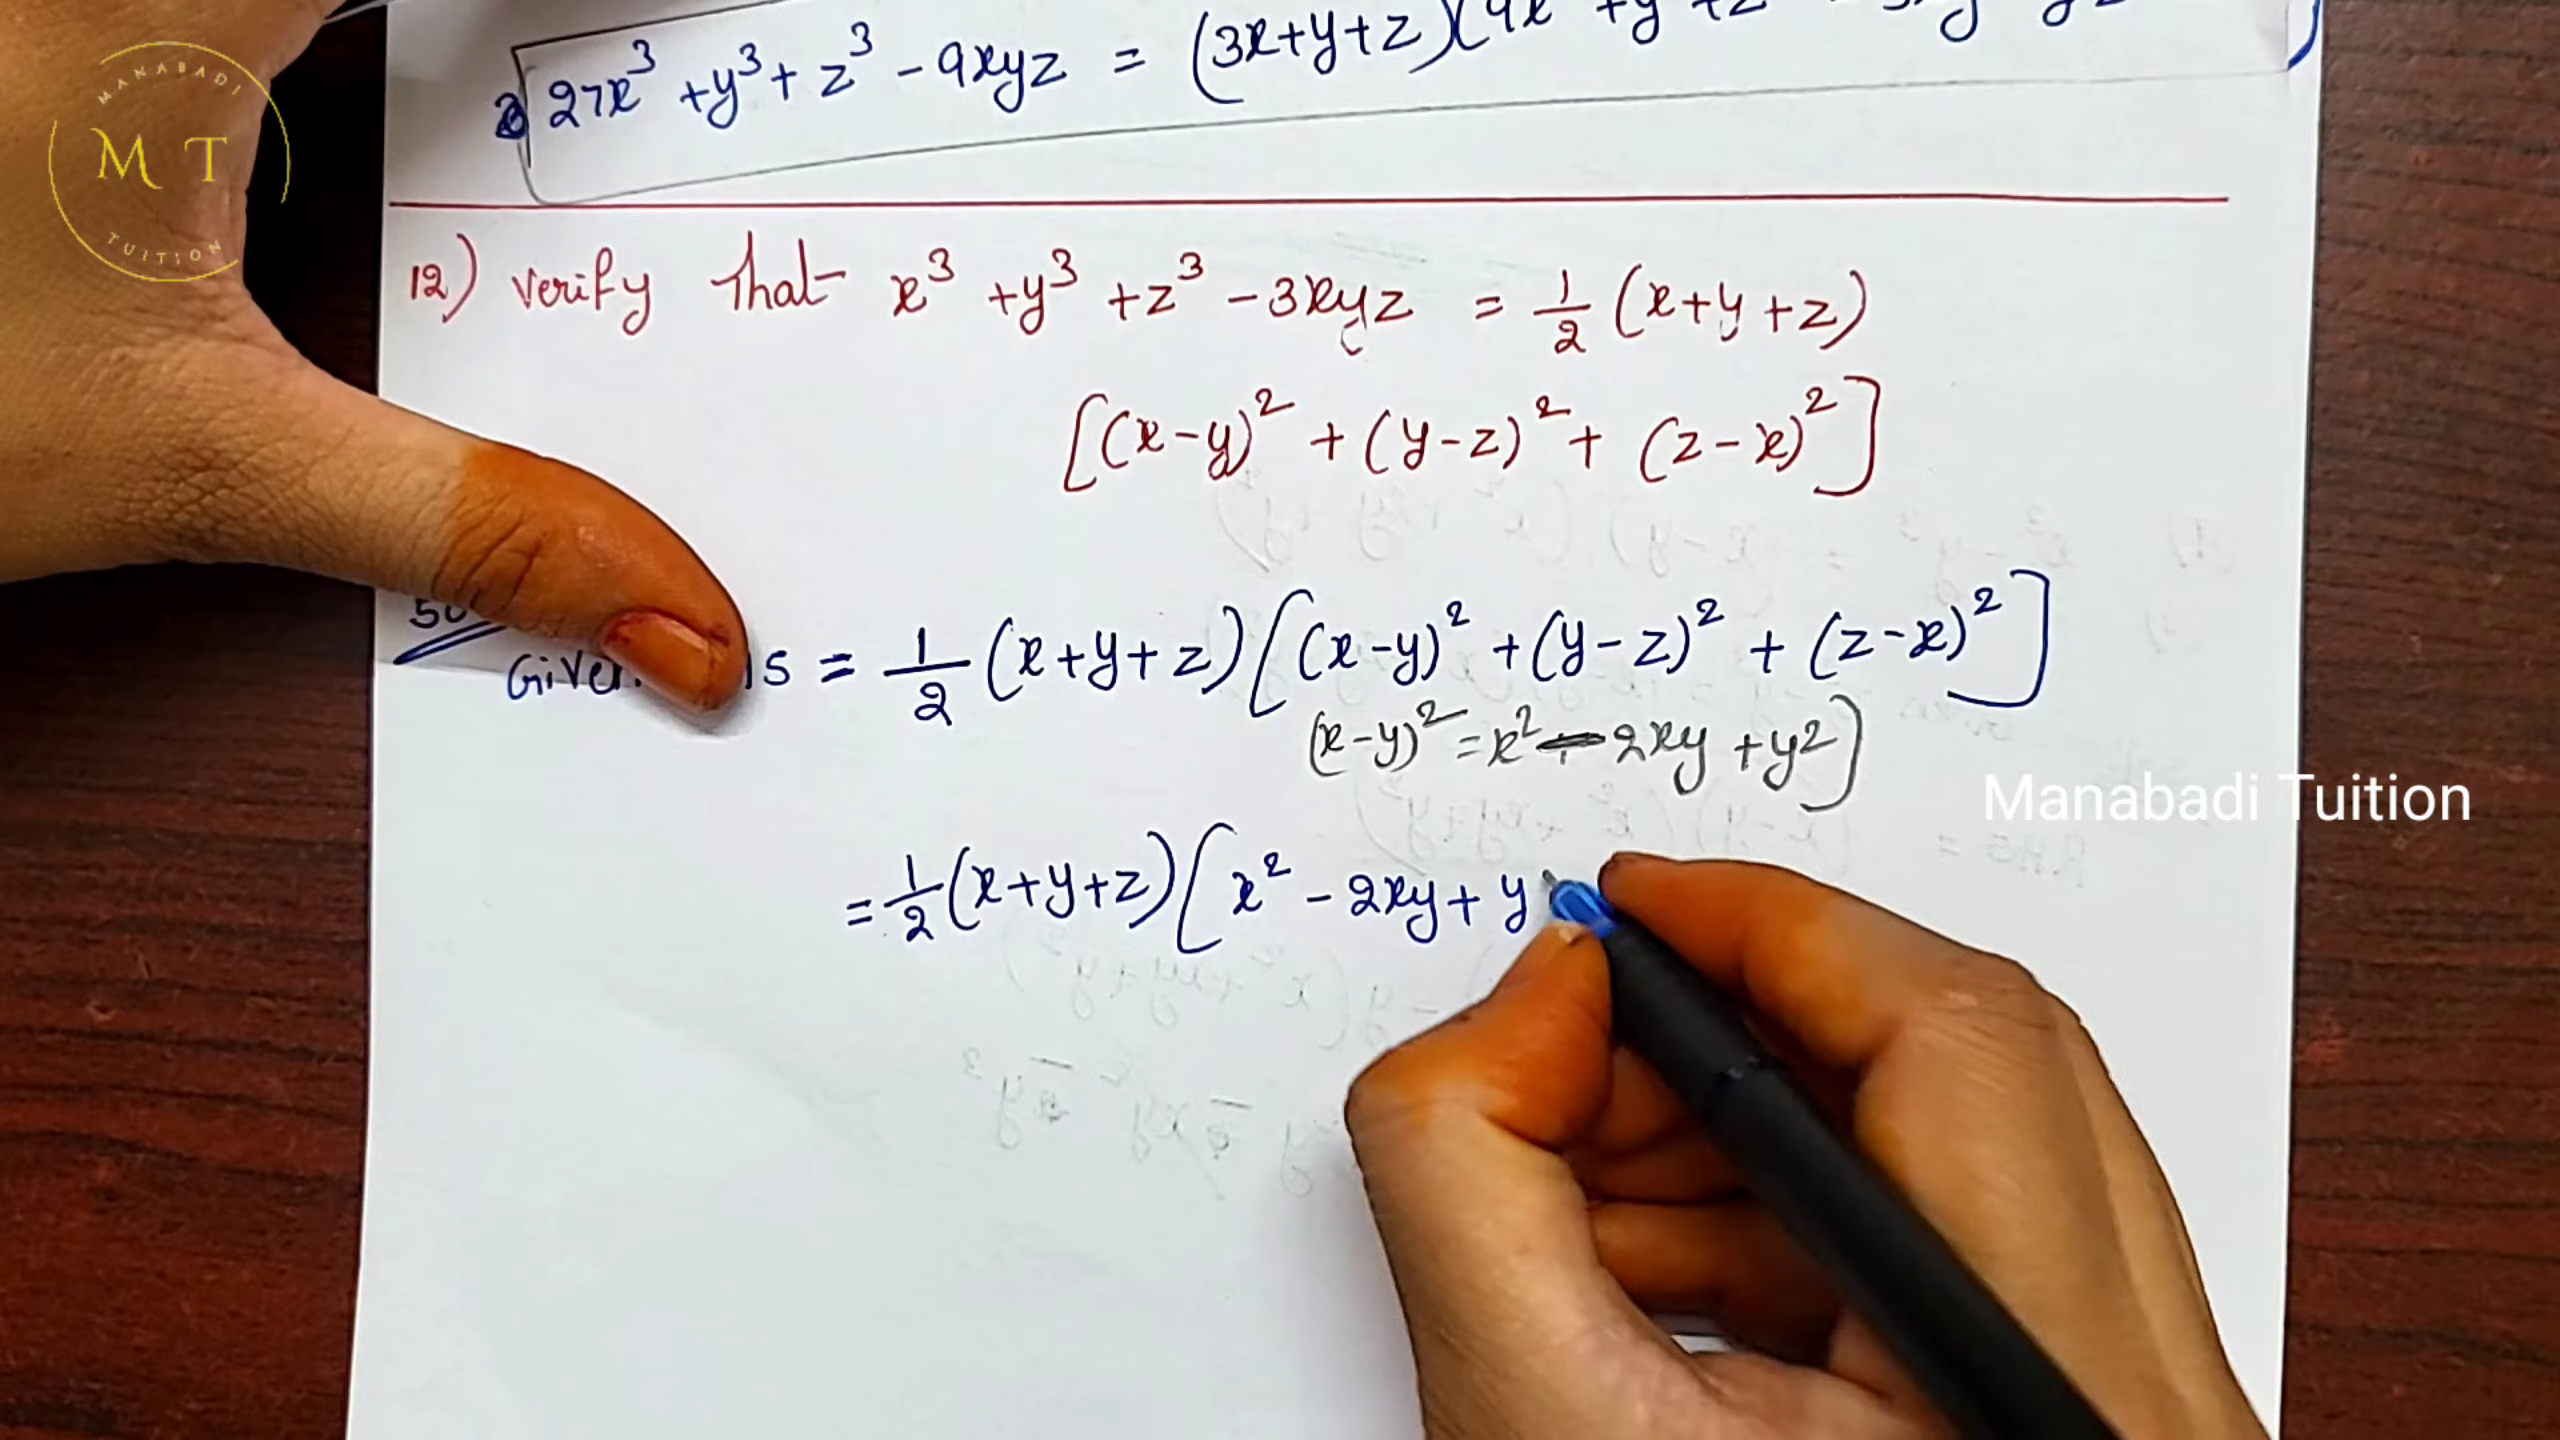 27x³ + y³ + z³ - 9xyz = (3x+y+z)(
MANABADI
M T
TUITION
12) verify that x³ + y³ + z³ - 3xyz = 1/2 (x+y+z)
[(x-y)² + (y-z)² + (z-x)²]
Given = 1/2 (x+y+z)[(x-y)² + (y-z)² + (z-x)²]
(x-y)² = x² - 2xy + y²)
Manabadi Tuition
= 1/2 (x+y+z)[x² - 2xy + y